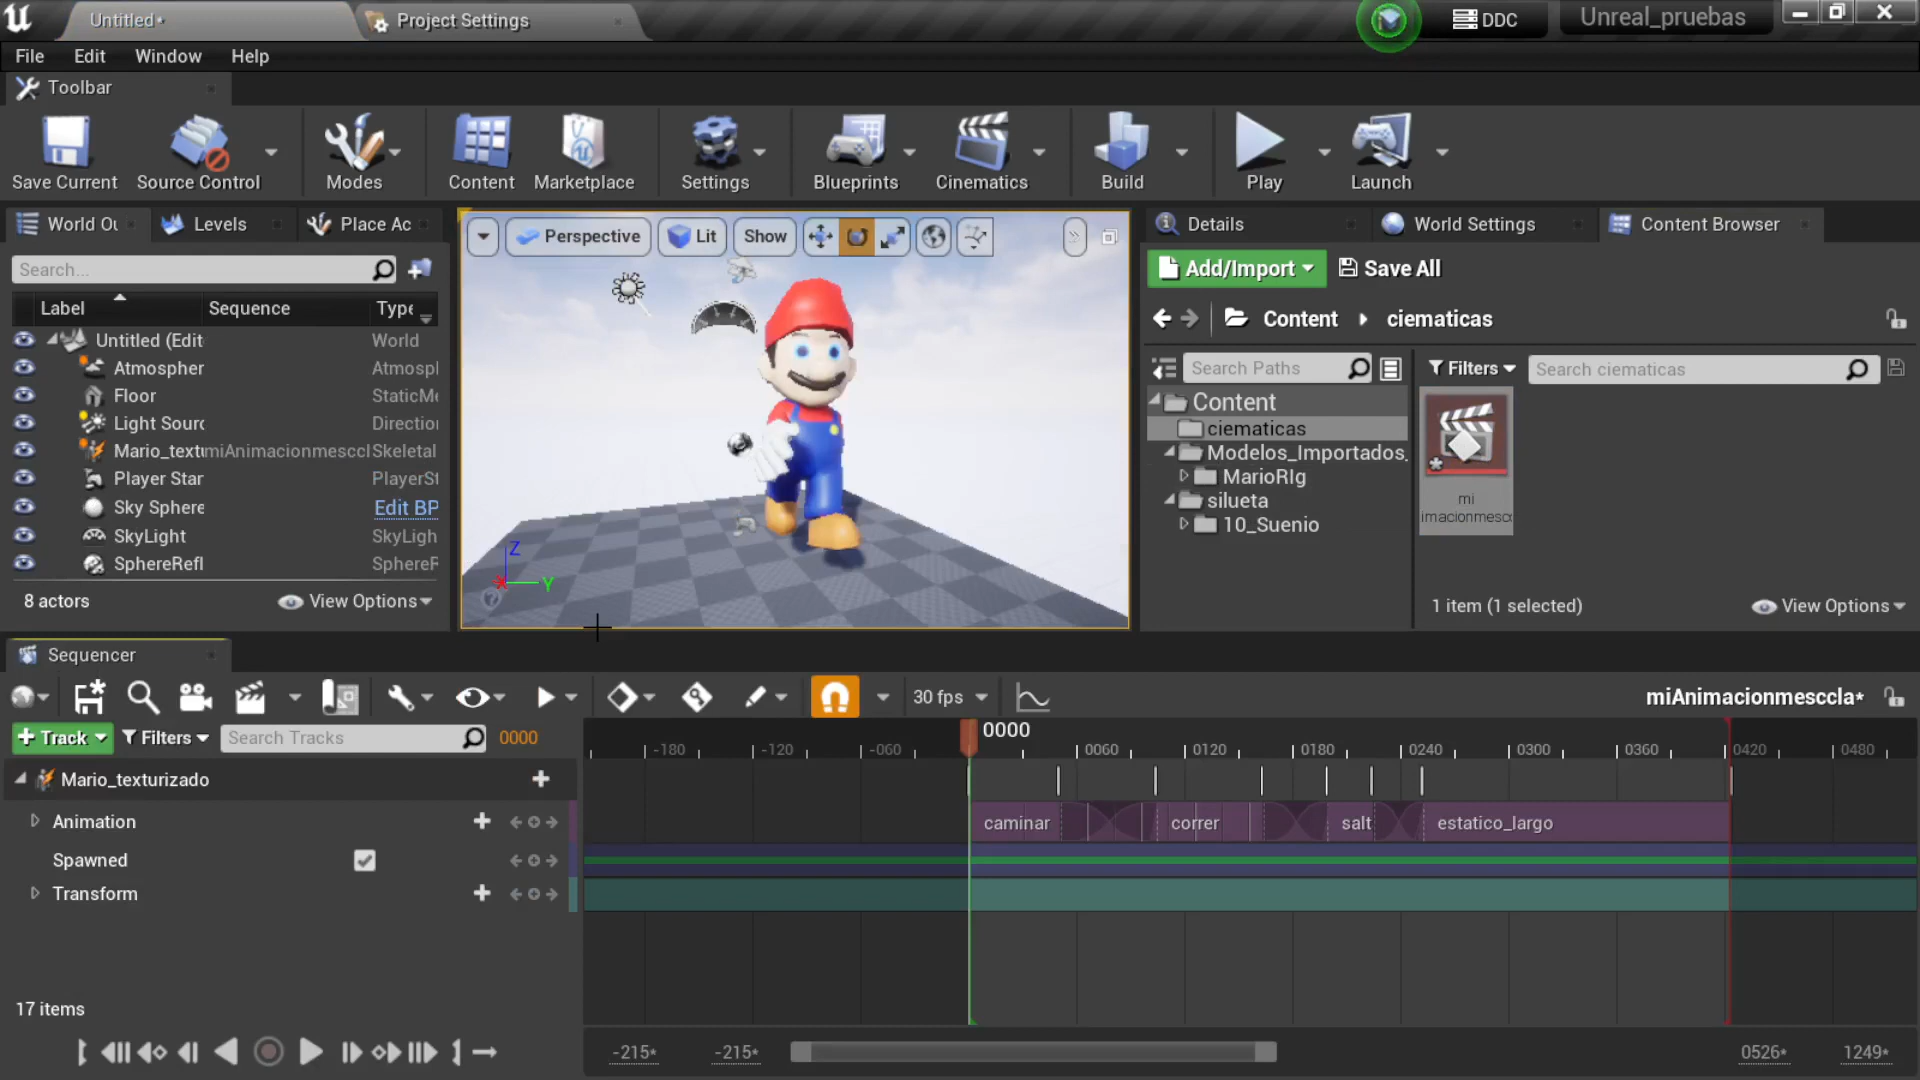 Untitled*
Project Settings
DDC
Unreal_pruebas
File Edit Window Help
Toolbar
Save Current
Source Control
Modes
Content
Marketplace
Settings
Blueprints
Cinematics
Build
Play
Launch
World Ou
Levels
Place Ac
Search...
Label Sequence Type
Untitled (Edit World
Atmospher Atmosph
Floor StaticMe
Light Sourc Direction
Mario_textu miAnimacionmesccl Skeletal
Player Star PlayerSt
Sky Sphere Edit BP
SkyLight SkyLigh
SphereRefl SphereR
8 actors
View Options
Perspective
Lit
Show
Z
Y
Details
World Settings
Content Browser
Add/Import
Save All
Content ciematicas
Search Paths
Filters
Search ciematicas
Content
ciematicas
Modelos_Importados_
MarioRIg
silueta
10_Suenio
mi
imacionmesc
1 item (1 selected)
View Options
Sequencer
30 fps
miAnimacionmesccla*
Track
Filters
Search Tracks
0000
0000
-180 -120 -060 0060 0120 0180 0240 0300 0360 0420 0480
Mario_texturizado
Animation
caminar
correr
salt
estatico_largo
Spawned
Transform
17 items
-215*
-215*
0526*
1249*